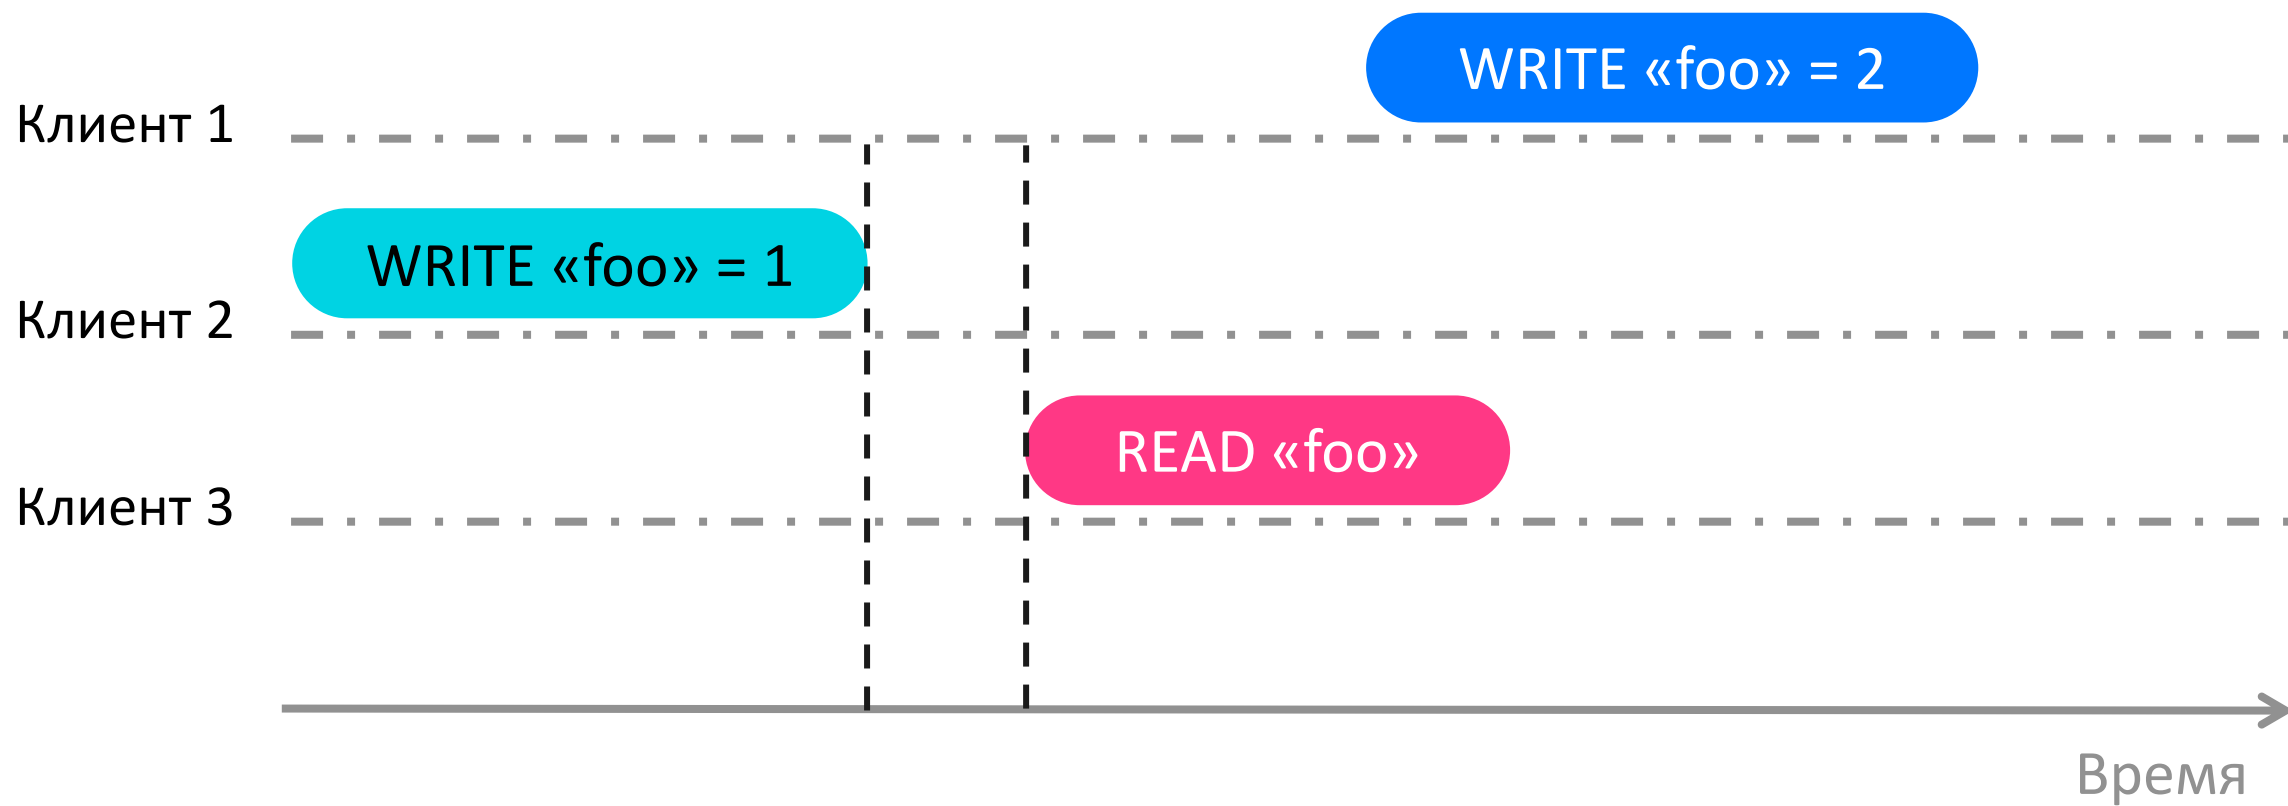 WRITE «foo» = 2
Клиент 1
WRITE «foo» = 1
Клиент 2
READ «foo»
Клиент 3
Время